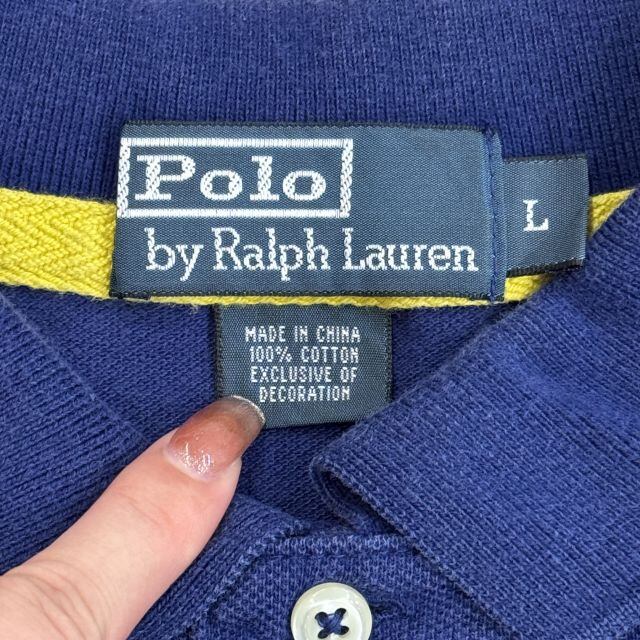 Polo
by Ralph Lauren
L
MADE IN CHINA
100% COTTON
EXCLUSIVE OF
DECORATION